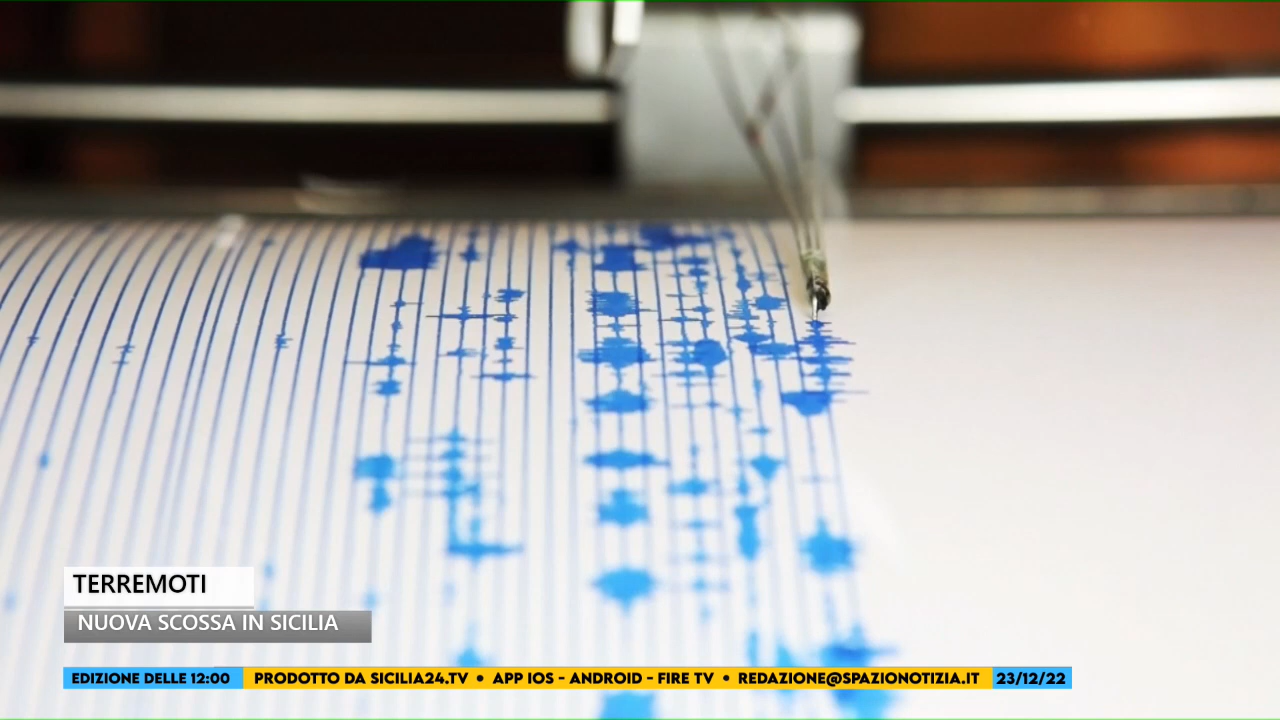 TERREMOTI
NUOVA SCOSSA IN SICILIA
EDIZIONE DELLE 12:00 PRODOTTO DA SICILIA24.TV • APP IOS - ANDROID - FIRE TV • REDAZIONE@SPAZIONOTIZIA.IT 23/12/22